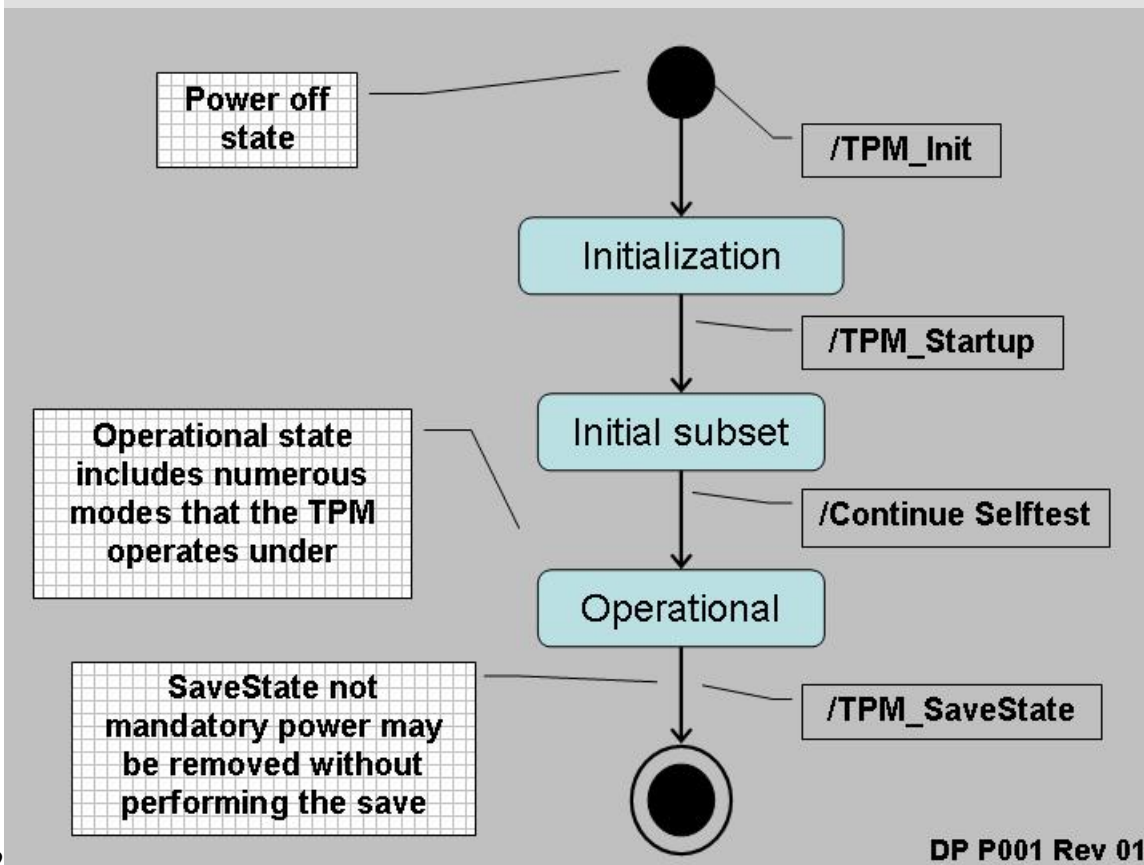 Power off
state
/TPM_Init
Initialization
/TPM_Startup
Initial subset
Operational state
includes numerous
modes that the TPM
operates under
/Continue Selftest
Operational
SaveState not
mandatory power may
be removed without
performing the save
/TPM_SaveState
DP P001 Rev 01